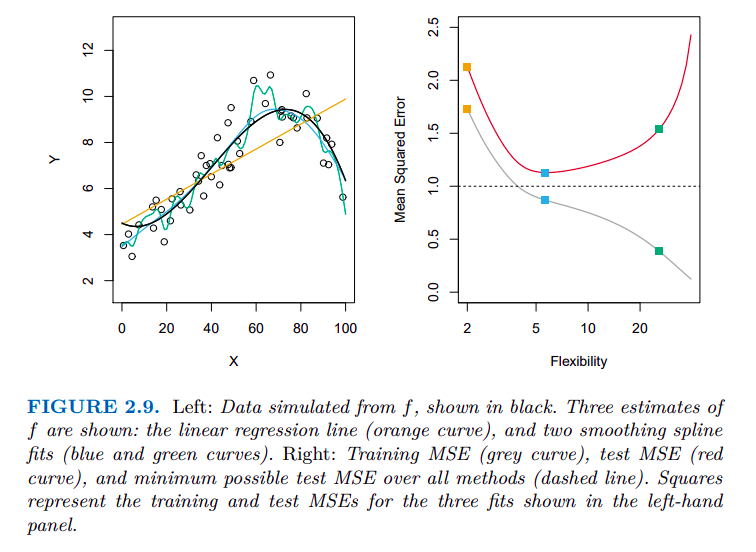 12
10
8
6
4
2
Y
0 20 40 60 80 100
X
2.5
2.0
1.5
1.0
0.5
0.0
Mean Squared Error
2 5 10 20
Flexibility
FIGURE 2.9. Left: Data simulated from f, shown in black. Three estimates of
f are shown: the linear regression line (orange curve), and two smoothing spline
fits (blue and green curves). Right: Training MSE (grey curve), test MSE (red
curve), and minimum possible test MSE over all methods (dashed line). Squares
represent the training and test MSEs for the three fits shown in the left-hand
panel.